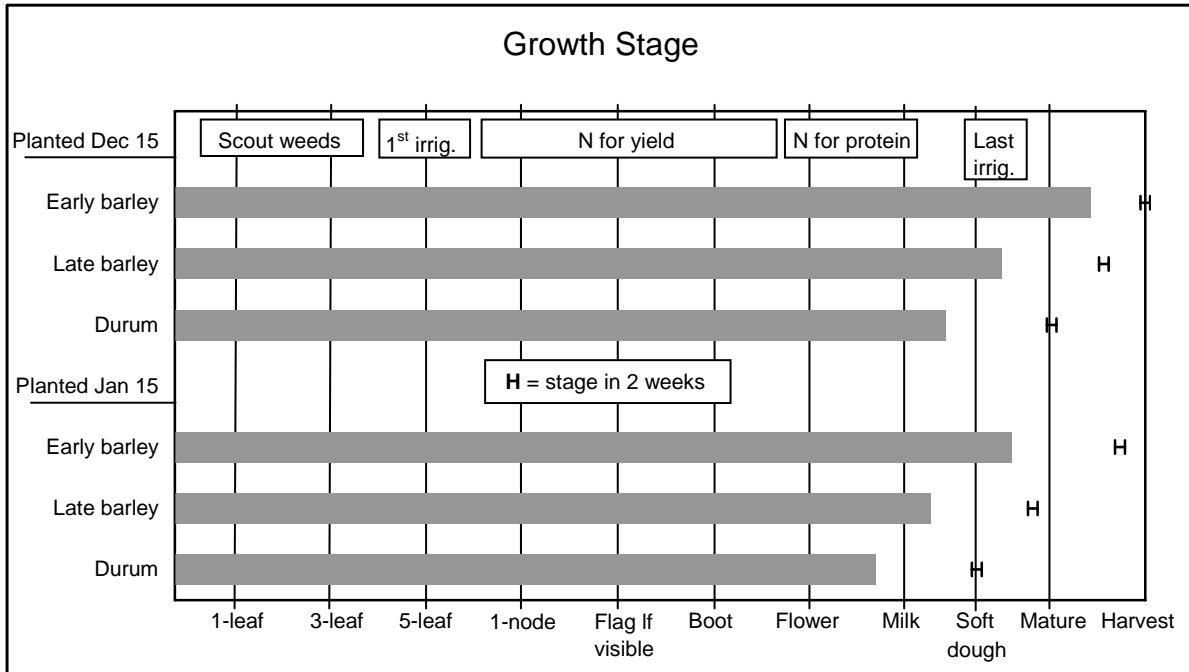 Growth Stage
Planted Dec 15
Scout weeds
1st irrig.
N for yield
N for protein
Last
irrig.
Early barley
H
Late barley
H
Durum
H
Planted Jan 15
H = stage in 2 weeks
Early barley
H
Late barley
H
Durum
H
1-leaf
3-leaf
5-leaf
1-node
Flag lf
visible
Boot
Flower
Milk
Soft
dough
Mature
Harvest